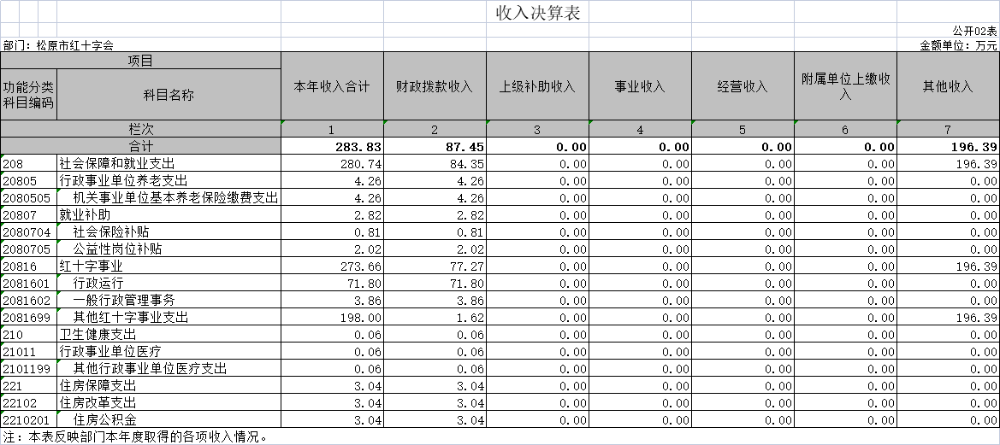 收入决算表
公开02表
部门：松原市红十字会 金额单位：万元
项目
功能分类科目编码 科目名称 本年收入合计 财政拨款收入 上级补助收入 事业收入 经营收入 附属单位上缴收入 其他收入
栏次 1 2 3 4 5 6 7
合计 283.83 87.45 0.00 0.00 0.00 0.00 196.39
208 社会保障和就业支出 280.74 84.35 0.00 0.00 0.00 0.00 196.39
20805 行政事业单位养老支出 4.26 4.26 0.00 0.00 0.00 0.00 0.00
2080505 机关事业单位基本养老保险缴费支出 4.26 4.26 0.00 0.00 0.00 0.00 0.00
20807 就业补助 2.82 2.82 0.00 0.00 0.00 0.00 0.00
2080704 社会保险补贴 0.81 0.81 0.00 0.00 0.00 0.00 0.00
2080705 公益性岗位补贴 2.02 2.02 0.00 0.00 0.00 0.00 0.00
20816 红十字事业 273.66 77.27 0.00 0.00 0.00 0.00 196.39
2081601 行政运行 71.80 71.80 0.00 0.00 0.00 0.00 0.00
2081602 一般行政管理事务 3.86 3.86 0.00 0.00 0.00 0.00 0.00
2081699 其他红十字事业支出 198.00 1.62 0.00 0.00 0.00 0.00 196.39
210 卫生健康支出 0.06 0.06 0.00 0.00 0.00 0.00 0.00
21011 行政事业单位医疗 0.06 0.06 0.00 0.00 0.00 0.00 0.00
2101199 其他行政事业单位医疗支出 0.06 0.06 0.00 0.00 0.00 0.00 0.00
221 住房保障支出 3.04 3.04 0.00 0.00 0.00 0.00 0.00
22102 住房改革支出 3.04 3.04 0.00 0.00 0.00 0.00 0.00
2210201 住房公积金 3.04 3.04 0.00 0.00 0.00 0.00 0.00
注：本表反映部门本年度取得的各项收入情况。